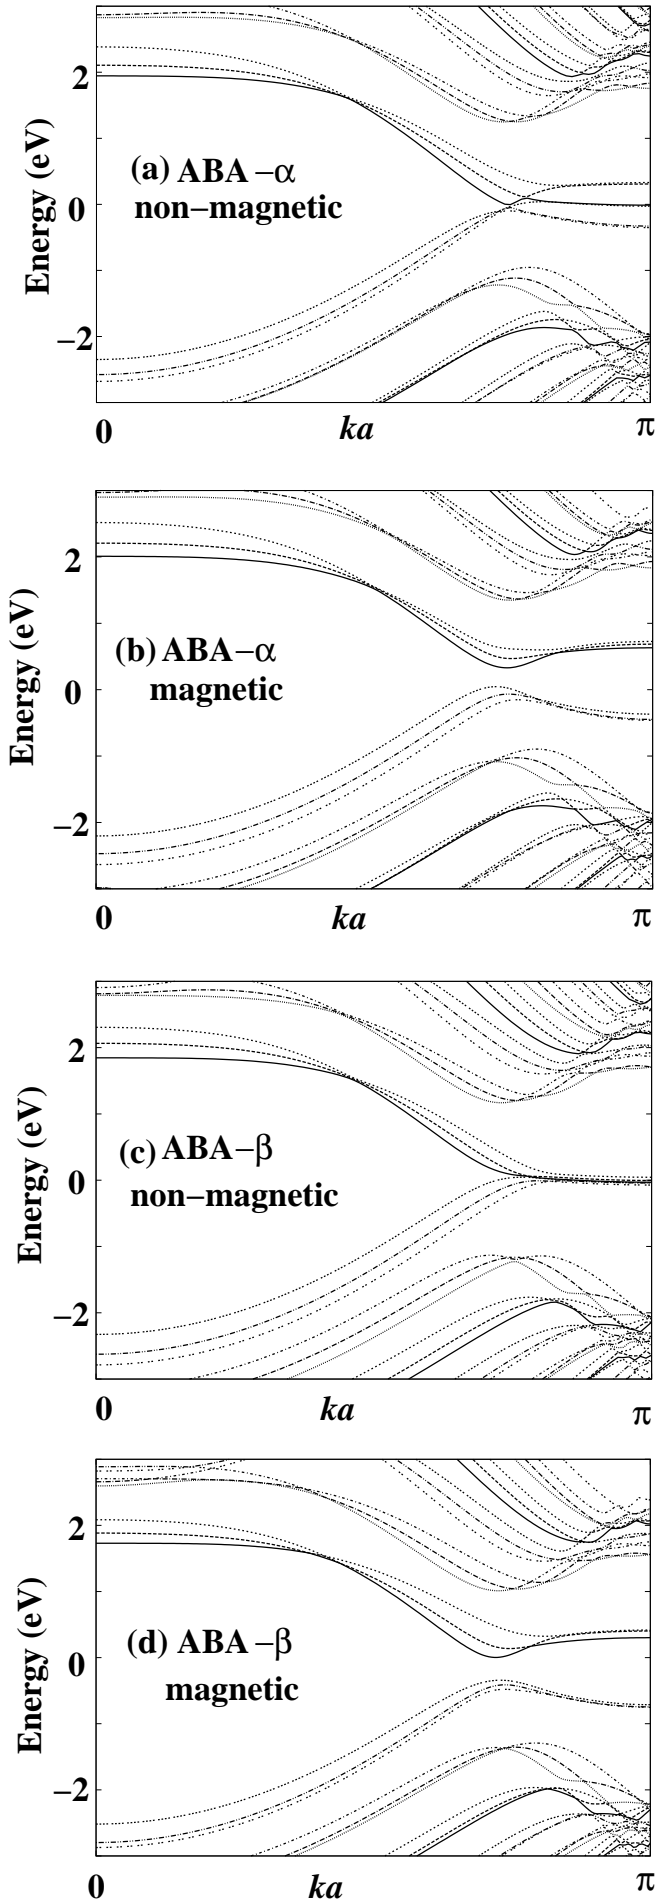 Energy (eV)
2
0
−2
(a) ABA−α
non−magnetic
0
ka
π
Energy (eV)
2
0
−2
(b) ABA−α
magnetic
0
ka
π
Energy (eV)
2
0
−2
(c) ABA−β
non−magnetic
0
ka
π
Energy (eV)
2
0
−2
(d) ABA−β
magnetic
0
ka
π